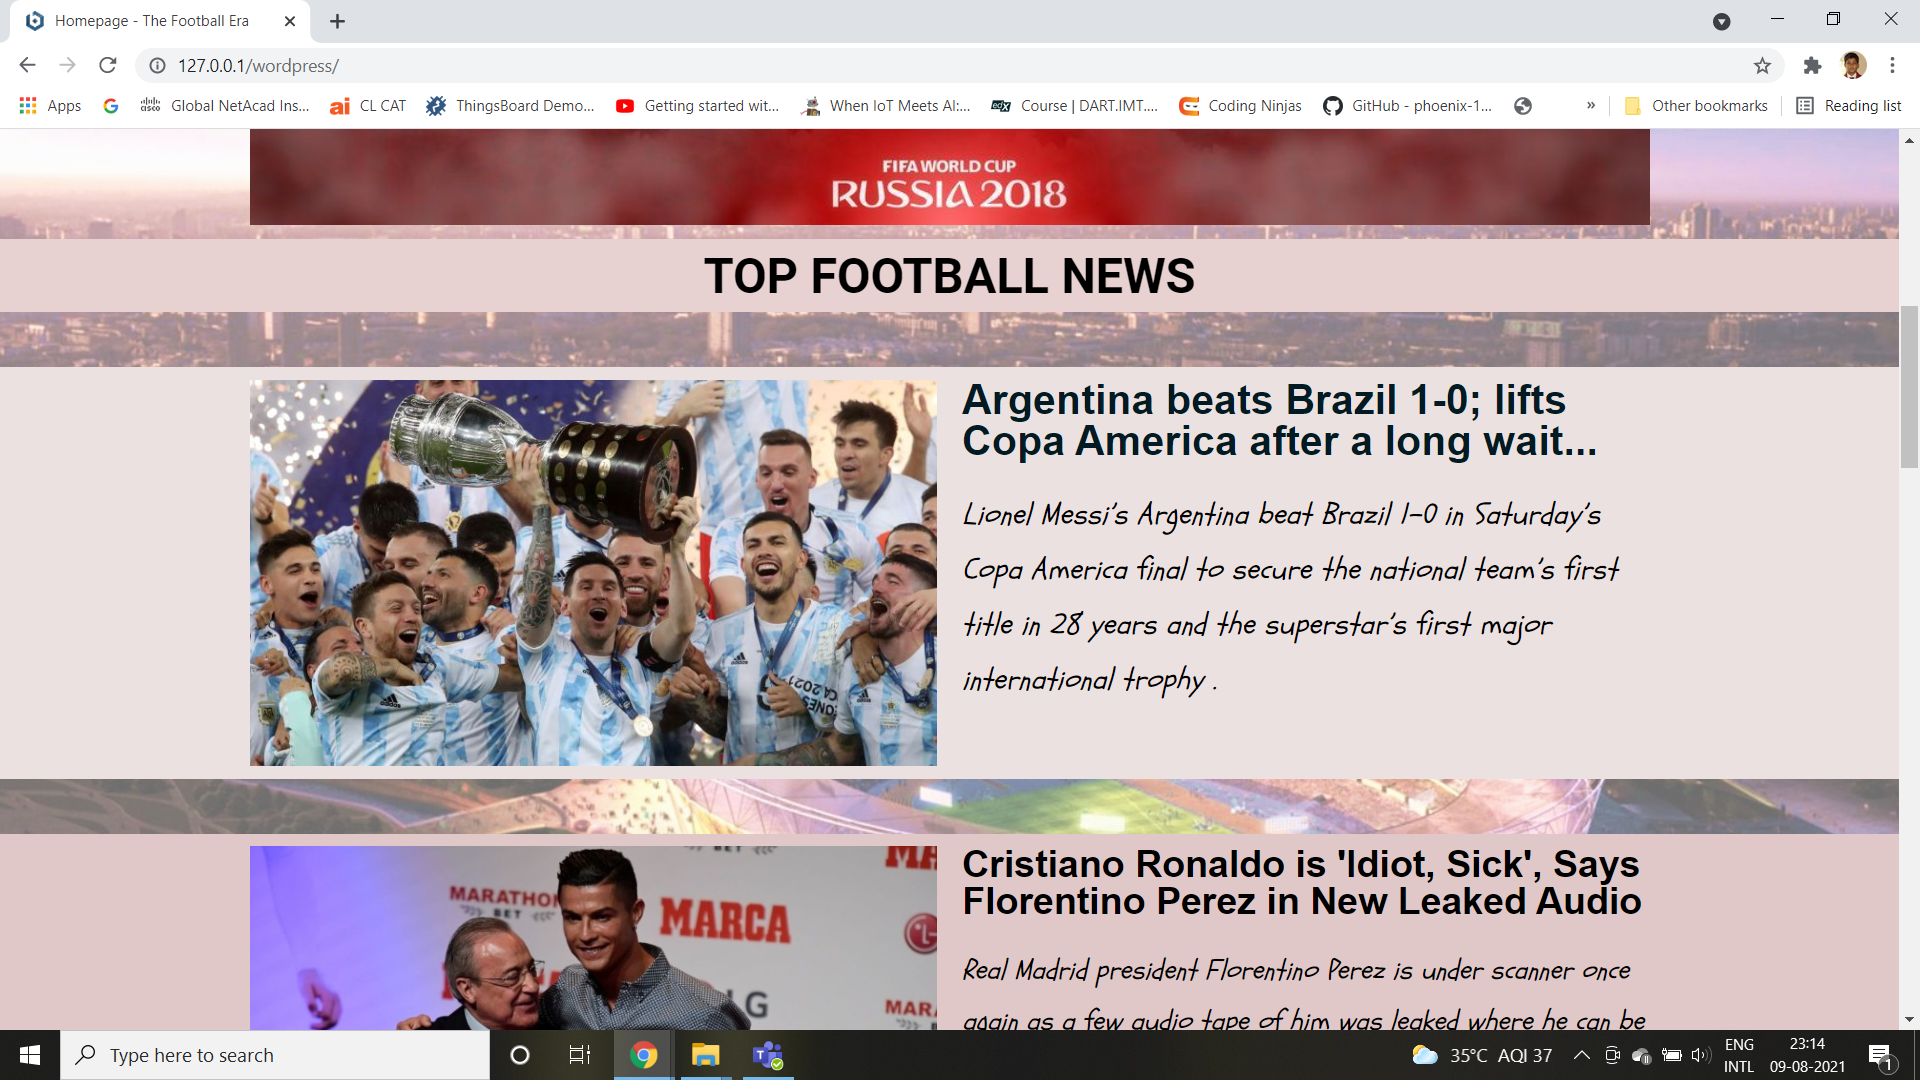 Homepage - The Football Era
127.0.0.1/wordpress/
Apps
Global NetAcad Ins...
CL CAT
ThingsBoard Demo...
Getting started wit...
When IoT Meets AI:...
Course | DART.IMT....
Coding Ninjas
GitHub - phoenix-1...
»
Other bookmarks
Reading list
FIFA WORLD CUP
RUSSIA 2018
TOP FOOTBALL NEWS
Argentina beats Brazil 1-0; lifts
Copa America after a long wait...
Lionel Messi's Argentina beat Brazil 1-0 in Saturday's
Copa America final to secure the national team's first
title in 28 years and the superstar's first major
international trophy .
MARATHON
BET
MARCA
LG
Cristiano Ronaldo is 'Idiot, Sick', Says
Florentino Perez in New Leaked Audio
Real Madrid president Florentino Perez is under scanner once
again as a few audio tape of him was leaked where he can be
Type here to search
35°C AQI 37
ENG
INTL
23:14
09-08-2021
1